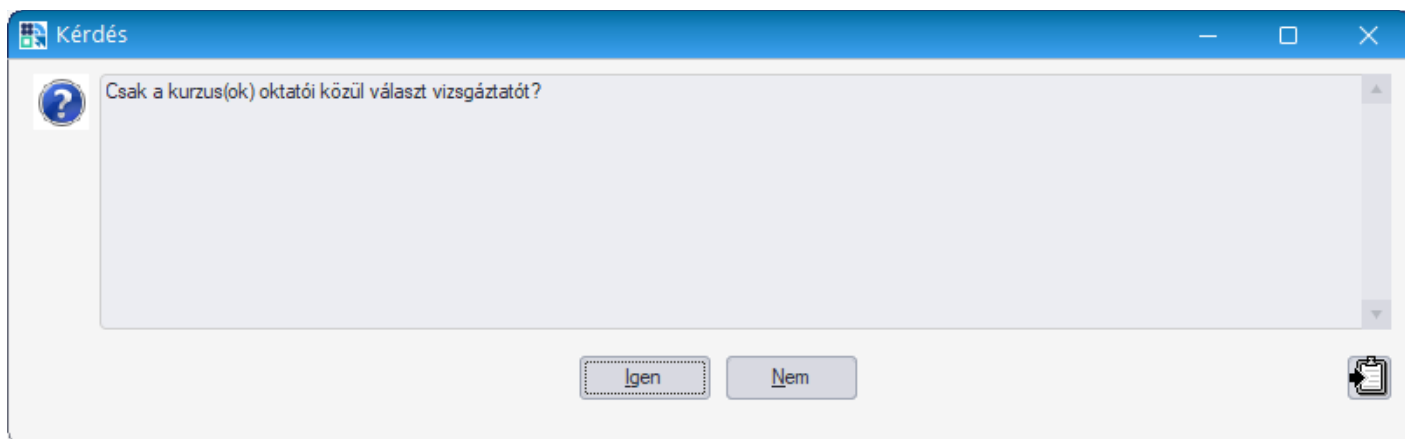 Kérdés
Csak a kurzus(ok) oktatói közül választ vizsgáztatót?
Igen
Nem